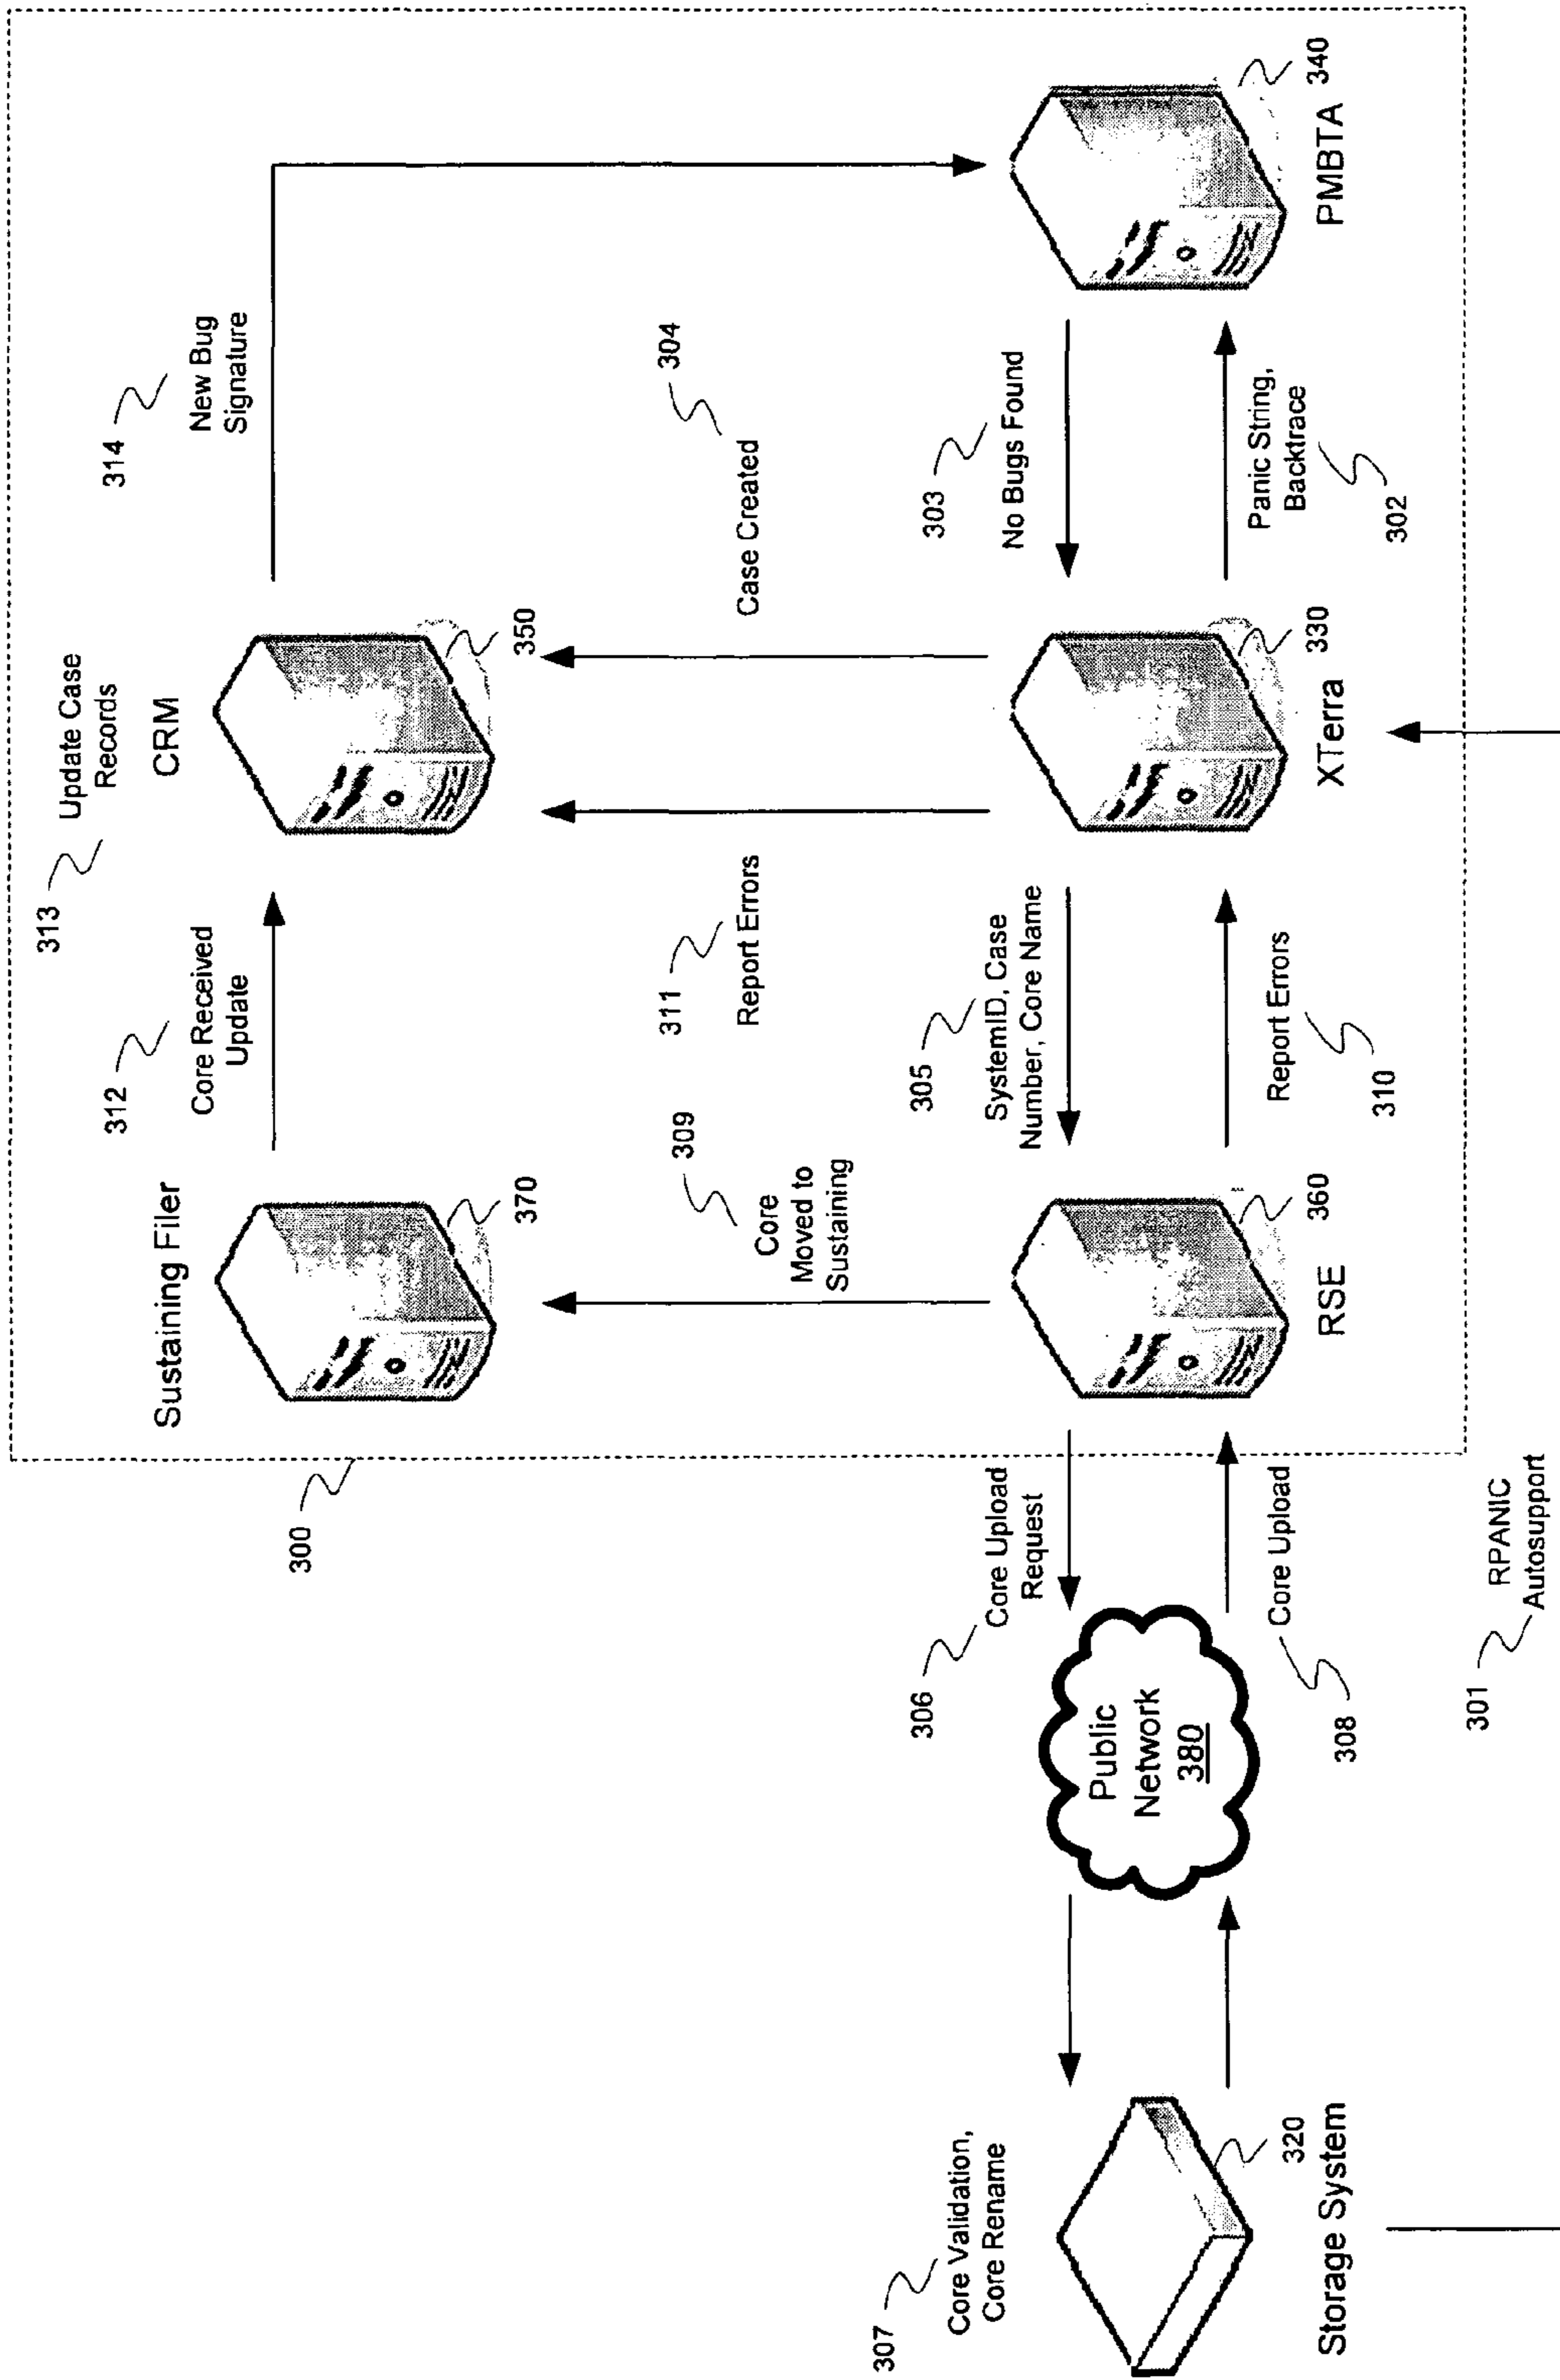 314
New Bug
Signature
313
Update Case
Records
CRM
350
312
Core Received
Update
Sustaining Filer
370
304
Case Created
311
Report Errors
309
Core
Moved to
Sustaining
300
303
No Bugs Found
340
PMBTA
Panic String,
Backtrace
302
330
XTerra
305
SystemID, Case
Number, Core Name
Report Errors
310
360
RSE
306
Core Upload
Request
Core Upload
308
Public
Network
380
307
Core Validation,
Core Rename
320
Storage System
301
RPANIC
Autosupport